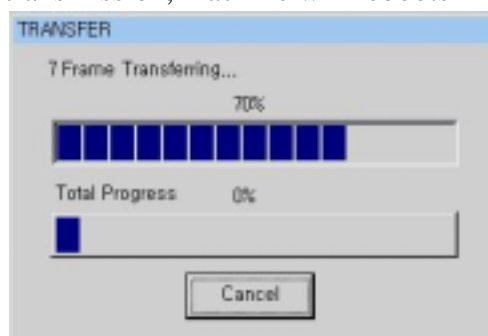 TRANSFER
7 Frame Transferring...
70%
Total Progress 0%
Cancel